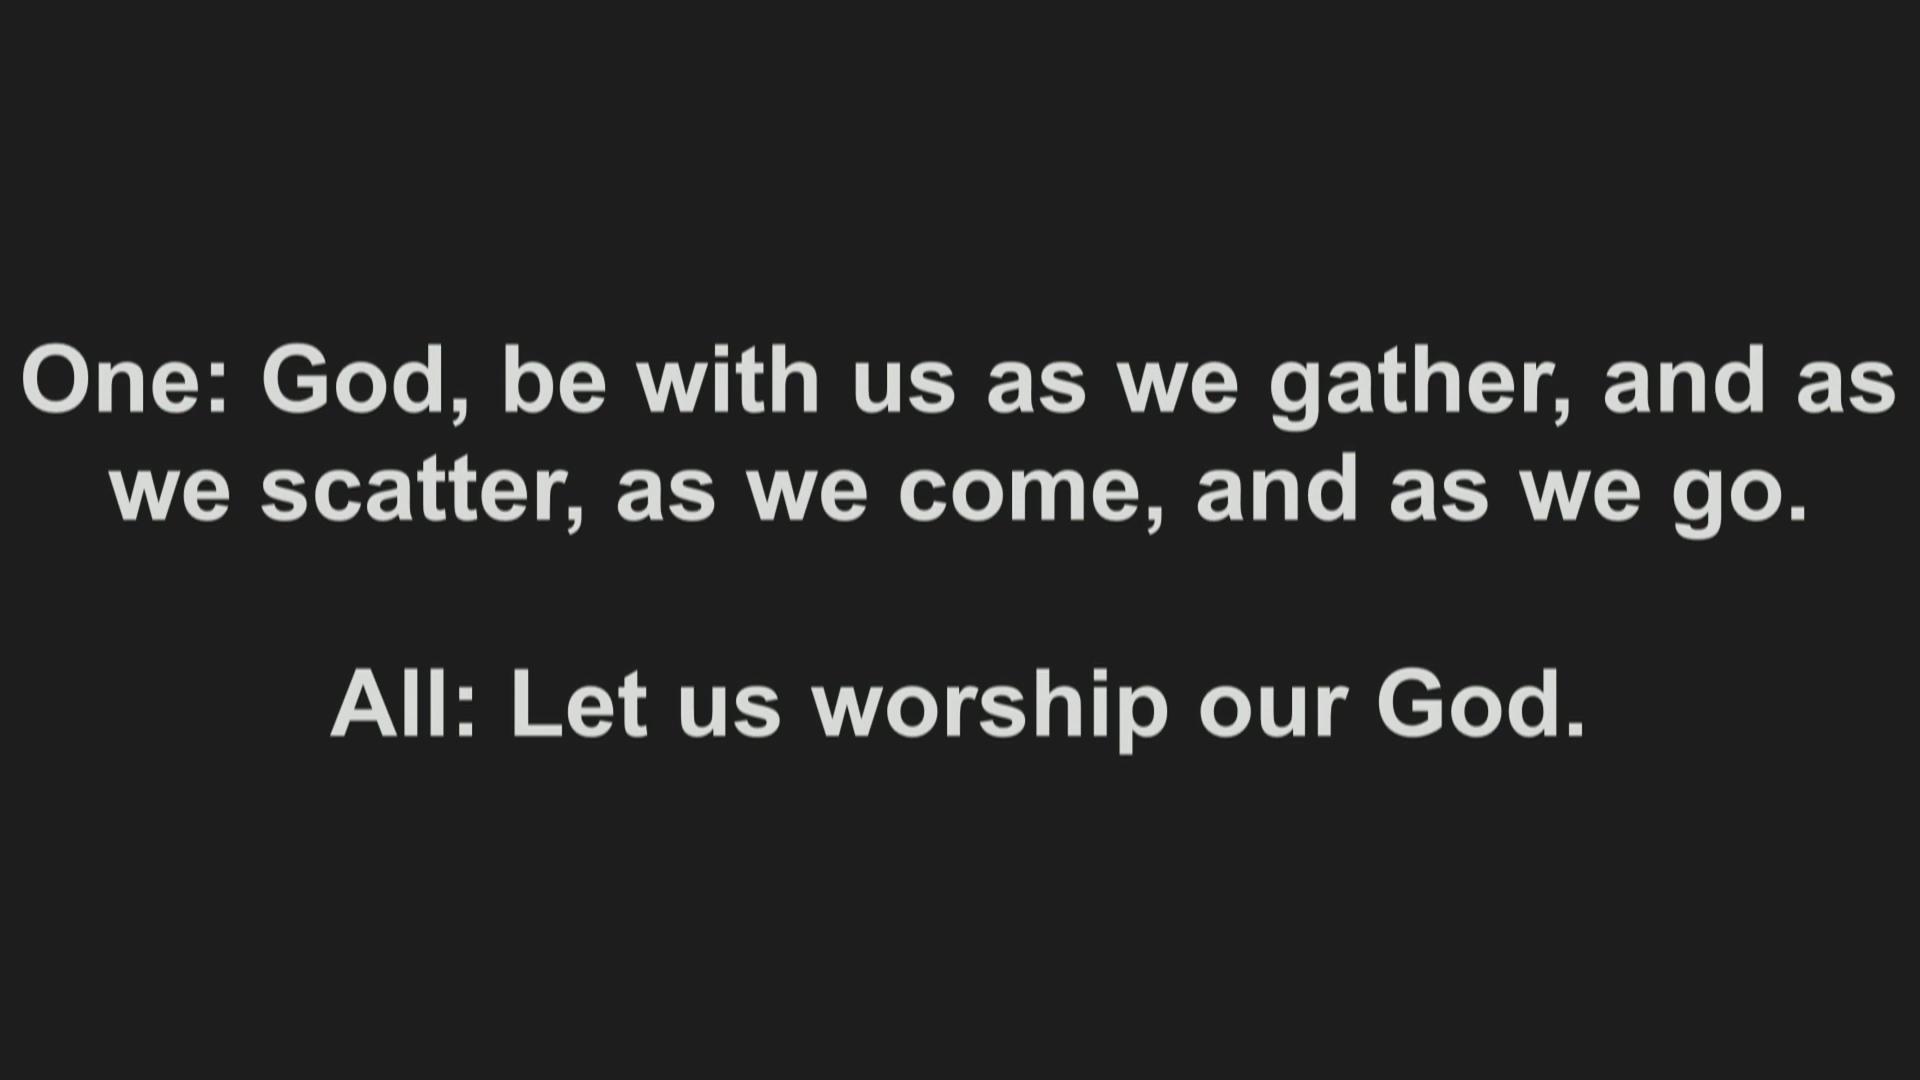 One: God, be with us as we gather, and as
we scatter, as we come, and as we go.
All: Let us worship our God.